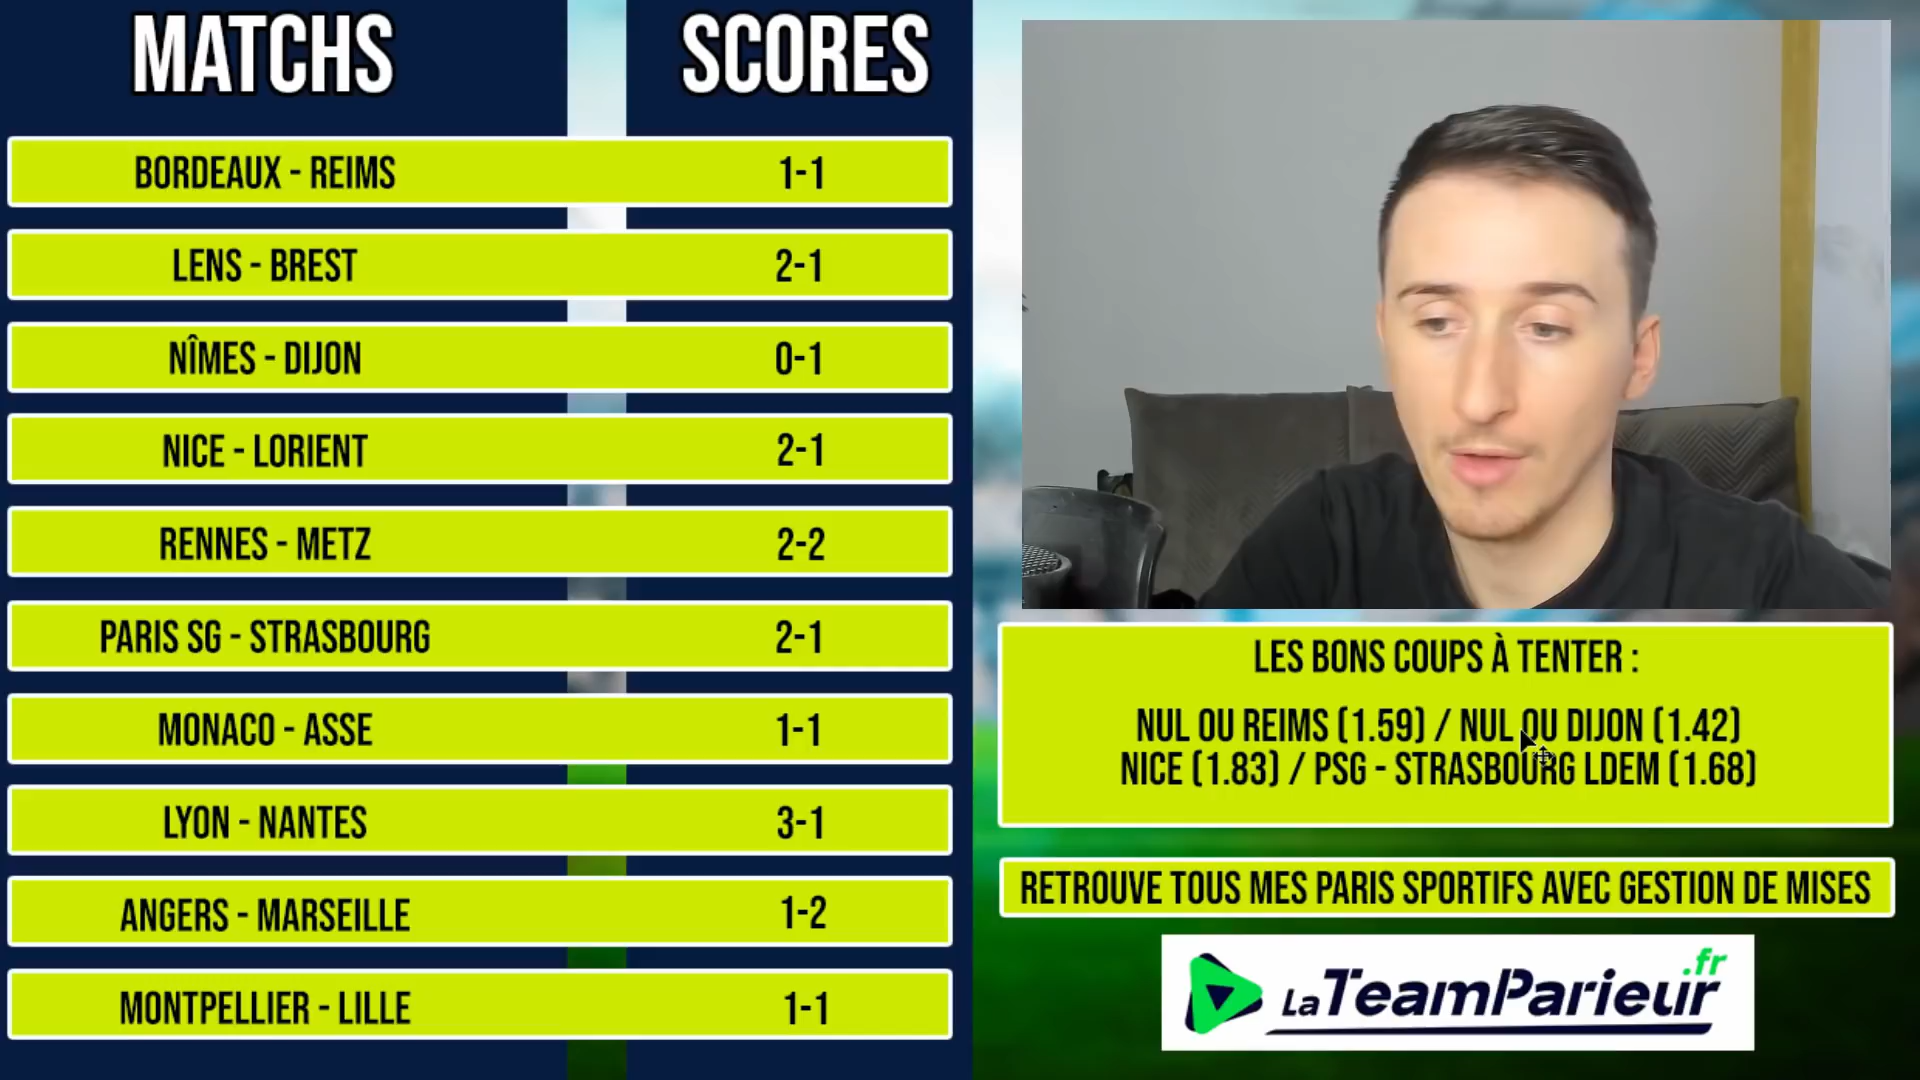 MATCHS SCORES
BORDEAUX - REIMS 1-1
LENS - BREST 2-1
NÎMES - DIJON 0-1
NICE - LORIENT 2-1
RENNES - METZ 2-2
PARIS SG - STRASBOURG 2-1
MONACO - ASSE 1-1
LYON - NANTES 3-1
ANGERS - MARSEILLE 1-2
MONTPELLIER - LILLE 1-1
LES BONS COUPS À TENTER :
NUL OU REIMS (1.59) / NUL OU DIJON (1.42)
NICE (1.83) / PSG - STRASBOURG LDEM (1.68)
RETROUVE TOUS MES PARIS SPORTIFS AVEC GESTION DE MISES
LaTeamParieur.fr